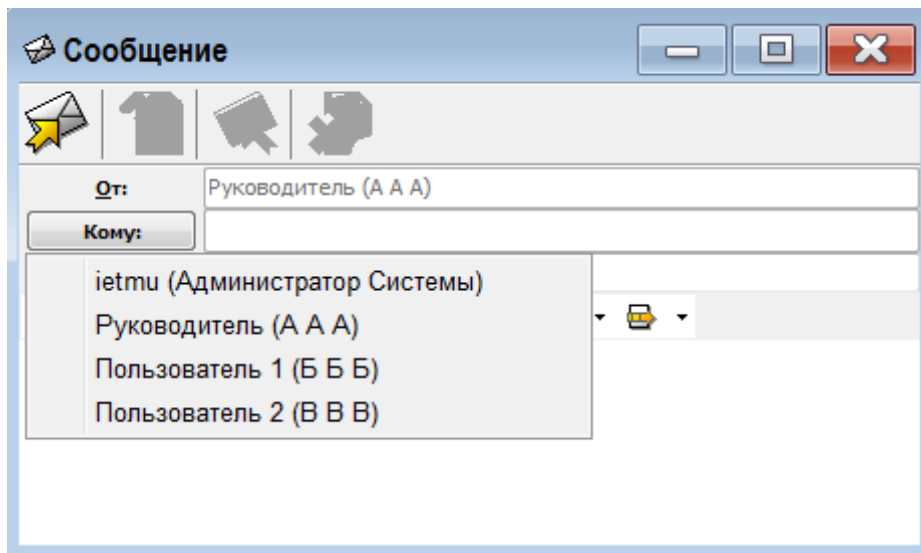 Сообщение
От: Руководитель (А А А)
Кому:
ietmu (Администратор Системы)
Руководитель (А А А)
Пользователь 1 (Б Б Б)
Пользователь 2 (В В В)